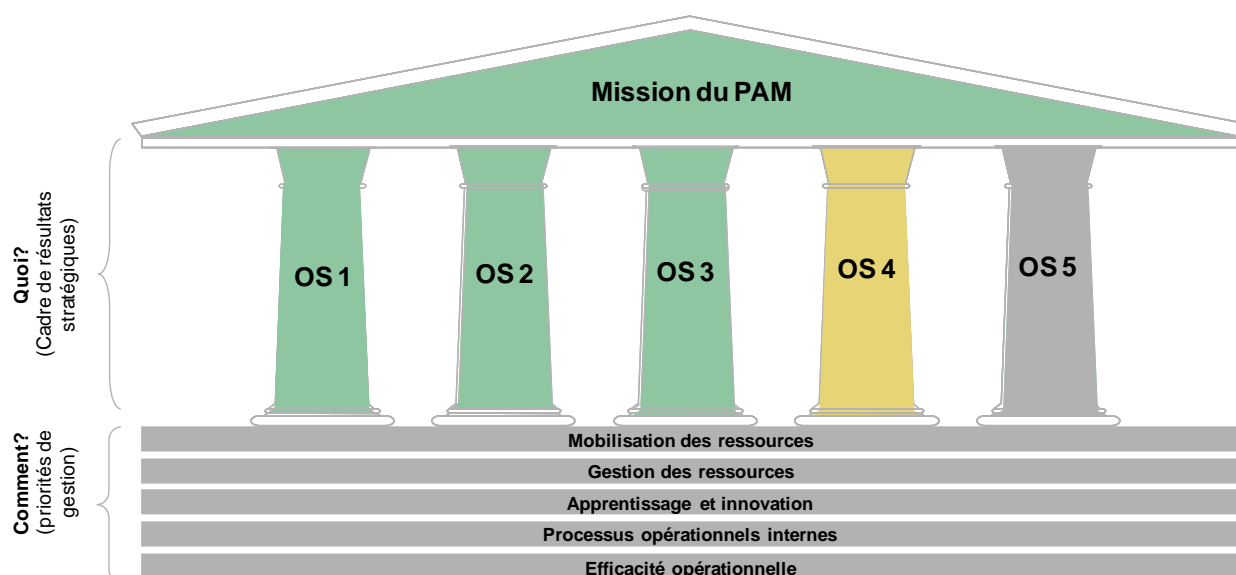 Mission du PAM
Quoi?
(Cadre de résultats
stratégiques)
OS 1
OS 2
OS 3
OS 4
OS 5
Comment?
(priorités de
gestion)
Mobilisation des ressources
Gestion des ressources
Apprentissage et innovation
Processus opérationnels internes
Efficacité opérationnelle